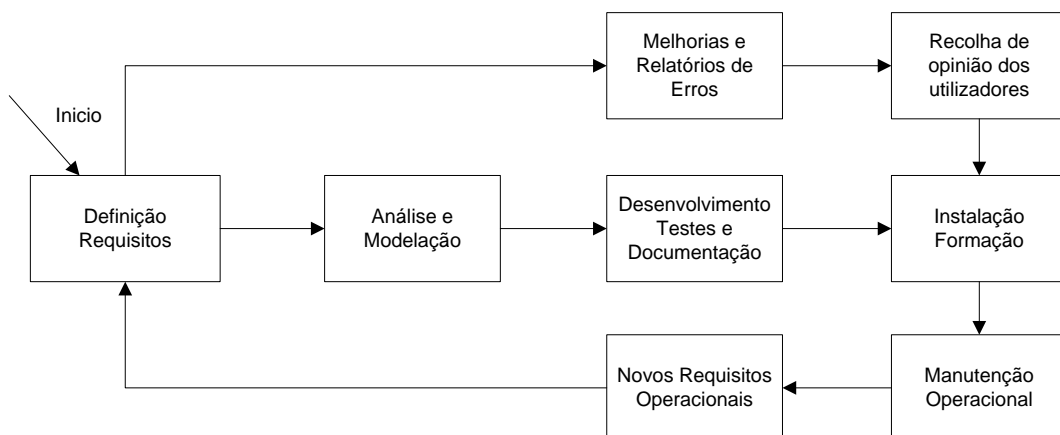 Melhorias e
Relatórios de
Erros
Recolha de
opinião dos
utilizadores
Inicio
Definição
Requisitos
Análise e
Modelação
Desenvolvimento
Testes e
Documentação
Instalação
Formação
Novos Requisitos
Operacionais
Manutenção
Operacional